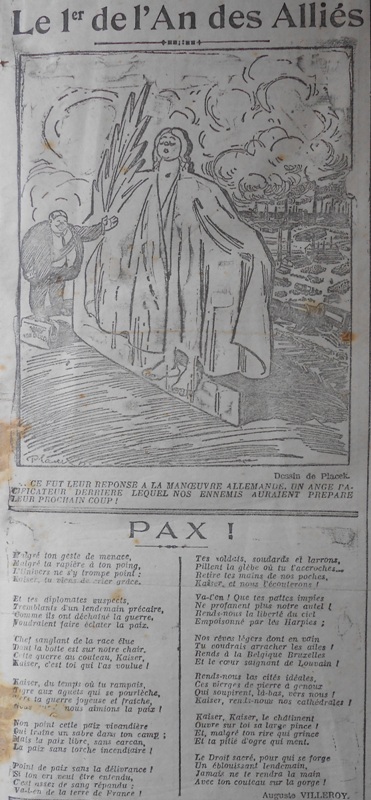 Le 1er de l'An des Alliés
Dessin de Placek.
... CE FUT LEUR REPONSE A LA MANŒUVRE ALLEMANDE. UN ANGE PA-
CIFICATEUR DERRIERE LEQUEL NOS ENNEMIS AURAIENT PREPARE
LEUR PROCHAIN COUP !
PAX !
Malgré ton geste de menace,
Malgré ta rapière à ton poing,
L'Univers ne s'y trompe point :
Kaiser, tu viens crier grâce.
Et tes diplomates suspects,
Tremblants d'un lendemain précaire,
Comme ils ont déchaîné la guerre,
Voudraient faire éclater la paix.
Chef sanglant de la race élue
Dont la botte est sur notre chair,
Cette guerre au couteau, Kaiser,
Kaiser, c'est toi qui l'as voulue !
Kaiser, du temps où tu rampais,
Tigre aux aguets qui se pourlèche,
Vers ta guerre joyeuse et fraîche,
Nous aimions la paix !
Non point cette paix vivandière
Qui traîne un sabre dans ton camp ;
Mais la paix libre, sans carcan,
La paix sans torche incendiaire !
Point de paix sans la délivrance !
Si ton cri veut être entendu,
C'est assez de sang répandu ;
Va-t-en de la terre de France !
Tes soldats, soudards et larrons,
Pillent la glèbe où tu t'accroches...
Retire tes mains de nos poches,
Kaiser, et nous t'écouterons !
Va-t'en ! Que tes pattes impies
Ne profanent plus notre autel !
Rends-nous la liberté du ciel
Empoisonné par tes Harpies ;
Nos rêves légers dont en vain
Tu voudrais arracher les ailes !
Rends à la Belgique Bruxelles
Et le cœur saignant de Louvain !
Rends-nous las cités idéales,
Ces vierges de pierre à genoux
Qui soupirent, là-bas, vers nous !
Kaiser, rends-nous nos cathédrales !
Kaiser, Kaiser, le châtiment
Ouvre sur toi sa large pince !
Et, malgré ton rire qui grince
Et ta pitié d'ogre qui ment,
Le Droit sacré, pour qui se forge
Un éblouissant lendemain,
Jamais ne te rendra la main
Avec ton couteau sur la gorge !
Auguste VILLEROY.